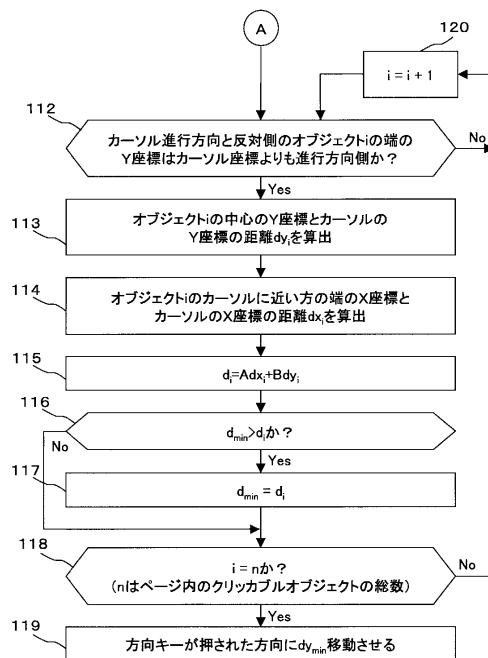 A
120
i = i + 1
112
カーソル進行方向と反対側のオブジェクトiの端の
Y座標はカーソル座標よりも進行方向側か？
No
Yes
113
オブジェクトiの中心のY座標とカーソルの
Y座標の距離dyiを算出
114
オブジェクトiのカーソルに近い方の端のX座標と
カーソルのX座標の距離dxiを算出
115
di=Adxi+Bdyi
116
dmin>diか？
No
Yes
117
dmin = di
118
i = nか？
(nはページ内のクリッカブルオブジェクトの総数)
No
Yes
119
方向キーが押された方向にdymin移動させる